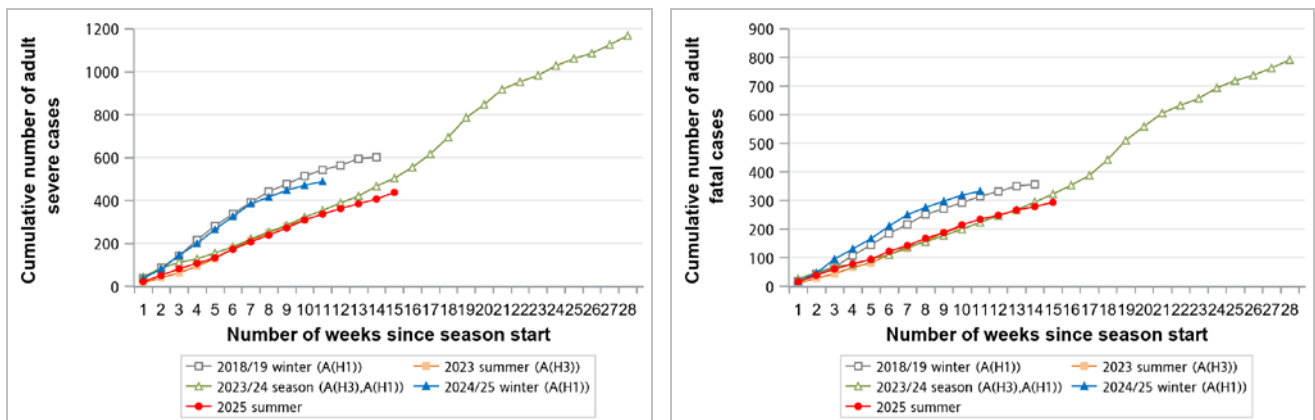 Cumulative number of adult
severe cases
1200
1000
800
600
400
200
0
1 2 3 4 5 6 7 8 9 10 11 12 13 14 15 16 17 18 19 20 21 22 23 24 25 26 27 28
Number of weeks since season start
2018/19 winter (A(H1))
2023 summer (A(H3))
2023/24 season (A(H3),A(H1))
2024/25 winter (A(H1))
2025 summer
Cumulative number of adult
fatal cases
900
800
700
600
500
400
300
200
100
0
1 2 3 4 5 6 7 8 9 10 11 12 13 14 15 16 17 18 19 20 21 22 23 24 25 26 27 28
Number of weeks since season start
2018/19 winter (A(H1))
2023 summer (A(H3))
2023/24 season (A(H3),A(H1))
2024/25 winter (A(H1))
2025 summer